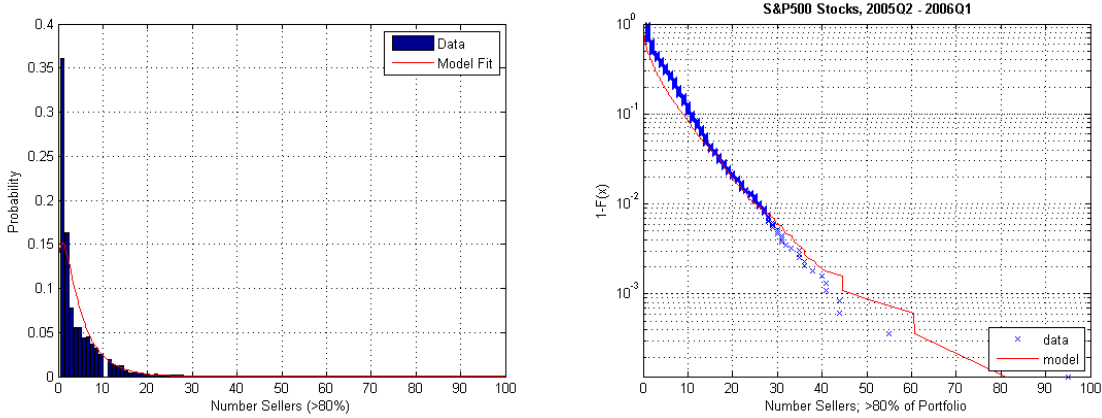 0.4
0.35
0.3
0.25
0.2
0.15
0.1
0.05
0
Probability
0 10 20 30 40 50 60 70 80 90 100
Number Sellers (>80%)
Data
Model Fit
S&P500 Stocks, 2005Q2 - 2006Q1
10^0
10^-1
10^-2
10^-3
1-F(x)
0 10 20 30 40 50 60 70 80 90 100
Number Sellers; >80% of Portfolio
data
model